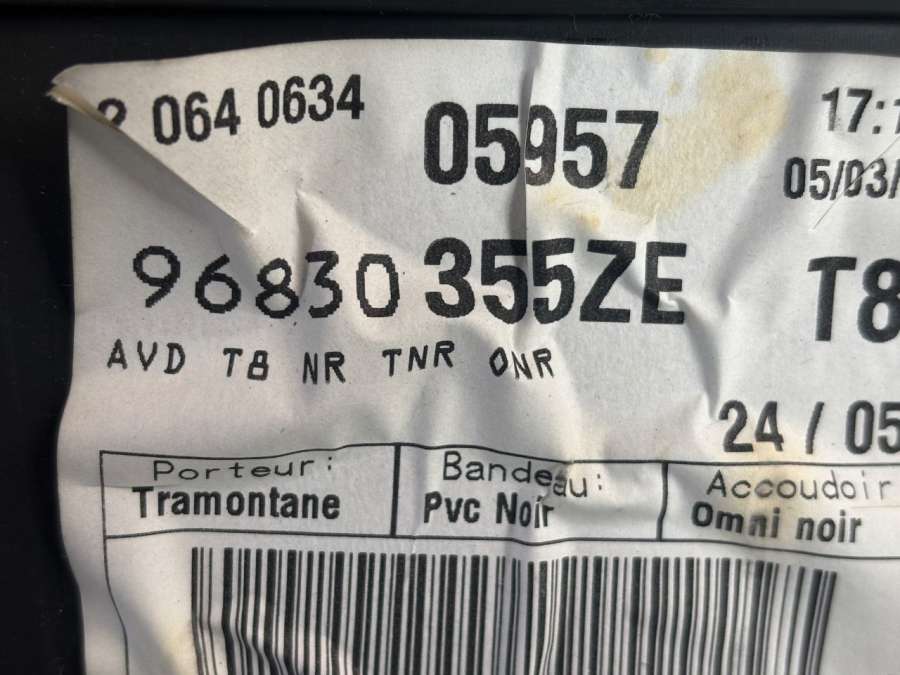 2 064 0634 05957 17:1
05/03/
96830 355ZE T8
AVD T8 NR TNR ONR
24 / 05
Porteur: Bandeau: Accoudoir
Tramontane Pvc Noir Omni noir